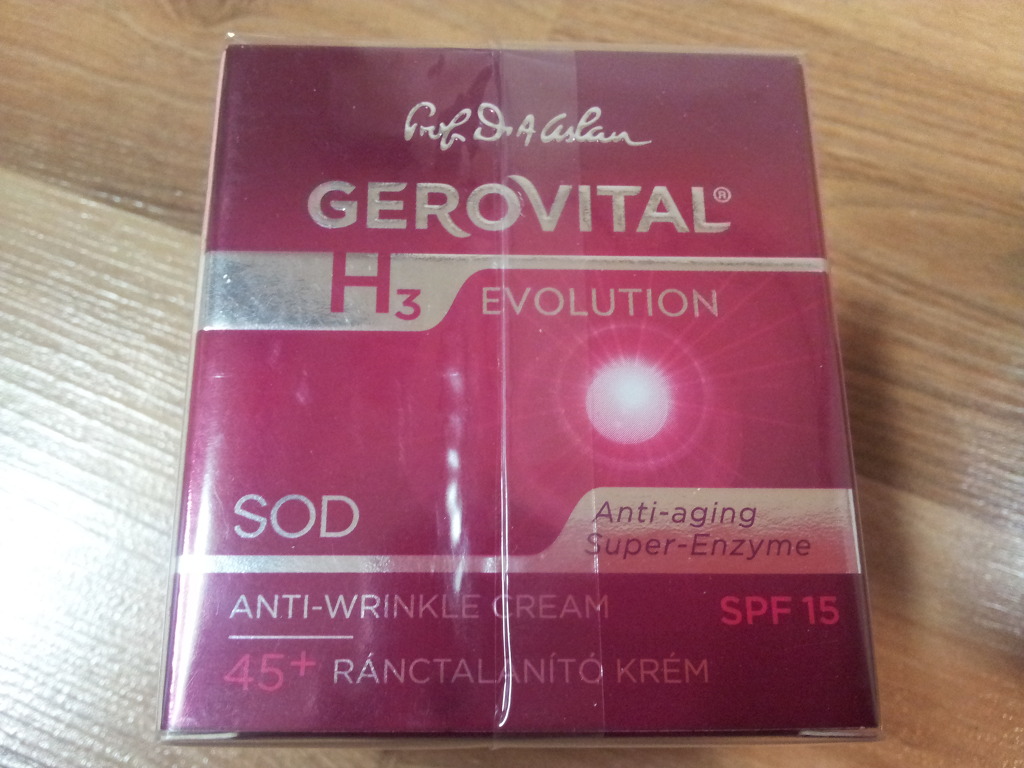 Prof. Dr A Aslan
GEROVITAL®
H3 EVOLUTION
SOD
Anti-aging
Super-Enzyme
ANTI-WRINKLE CREAM SPF 15
45+ RÁNCTALANÍTÓ KRÉM